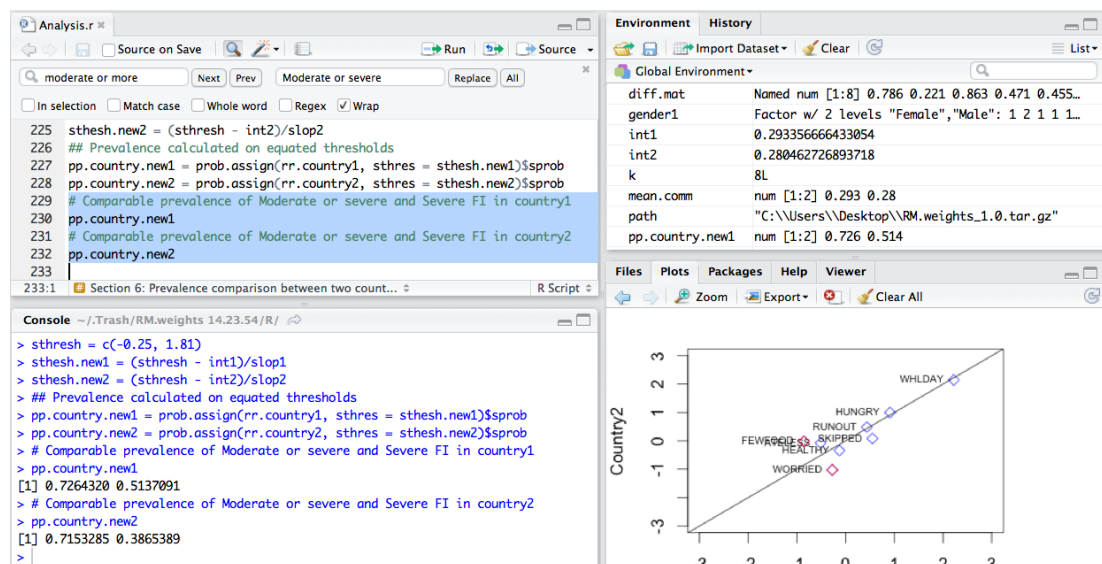 Analysis.r
Source on Save Run Source
moderate or more Next Prev Moderate or severe Replace All
In selection Match case Whole word Regex Wrap
225 sthesh.new2 = (sthresh - int2)/slop2
226 ## Prevalence calculated on equated thresholds
227 pp.country.new1 = prob.assign(rr.country1, sthres = sthesh.new1)$sprob
228 pp.country.new2 = prob.assign(rr.country2, sthres = sthesh.new2)$sprob
229 # Comparable prevalence of Moderate or severe and Severe FI in country1
230 pp.country.new1
231 # Comparable prevalence of Moderate or severe and Severe FI in country2
232 pp.country.new2
233
233:1 Section 6: Prevalence comparison between two count... R Script
Console ~/.Trash/RM.weights 14.23.54/R/
> sthresh = c(-0.25, 1.81)
> sthesh.new1 = (sthresh - int1)/slop1
> sthesh.new2 = (sthresh - int2)/slop2
> ## Prevalence calculated on equated thresholds
> pp.country.new1 = prob.assign(rr.country1, sthres = sthesh.new1)$sprob
> pp.country.new2 = prob.assign(rr.country2, sthres = sthesh.new2)$sprob
> # Comparable prevalence of Moderate or severe and Severe FI in country1
> pp.country.new1
[1] 0.7264320 0.5137091
> # Comparable prevalence of Moderate or severe and Severe FI in country2
> pp.country.new2
[1] 0.7153285 0.3865389
>
Environment History
Import Dataset Clear List
Global Environment
diff.mat Named num [1:8] 0.786 0.221 0.863 0.471 0.455…
gender1 Factor w/ 2 levels "Female","Male": 1 2 1 1 1…
int1 0.293356666433054
int2 0.280462726893718
k 8L
mean.comm num [1:2] 0.293 0.28
path "C:\\Users\\Desktop\\RM.weights_1.0.tar.gz"
pp.country.new1 num [1:2] 0.726 0.514
Files Plots Packages Help Viewer
Zoom Export Clear All
Country2
3
2
1
0
-1
-3
WHLDAY
HUNGRY
RUNOUT
FEWFOOD ATELESS SKIPPED
HEALTHY
WORRIED